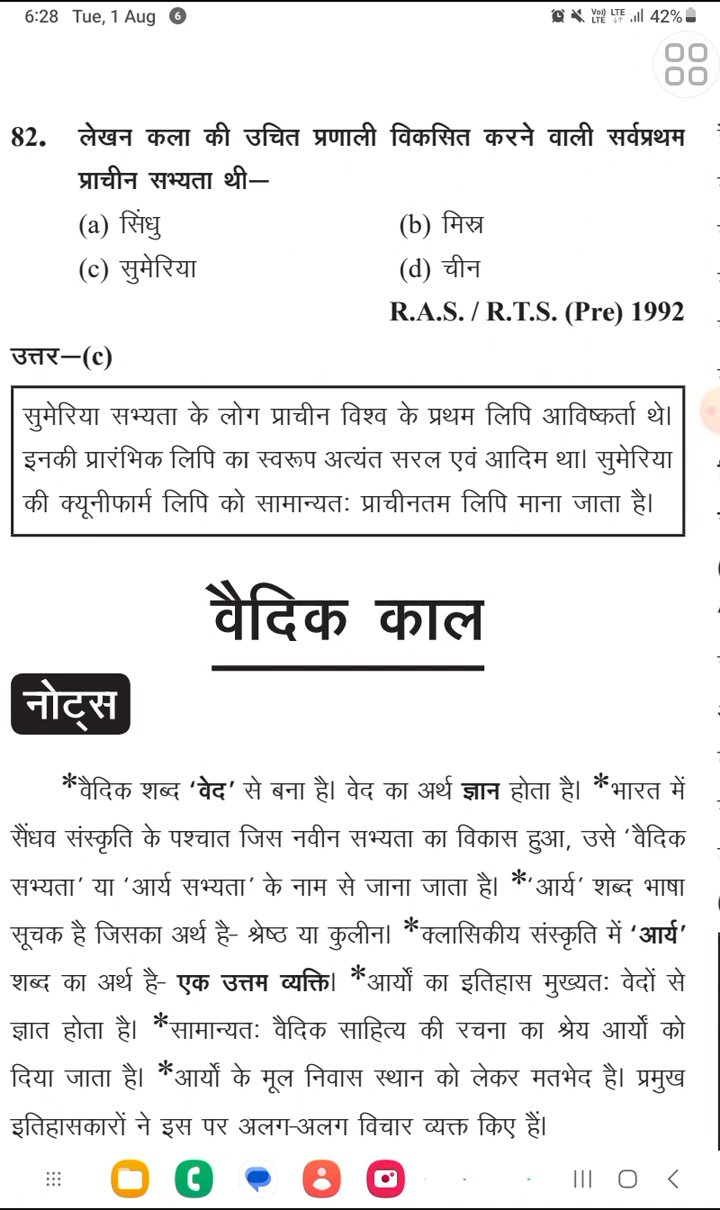 6:28 Tue, 1 Aug 6 Vo) LTE LTE 42%
82. लेखन कला की उचित प्रणाली विकसित करने वाली सर्वप्रथम
प्राचीन सभ्यता थी—
(a) सिंधु (b) मिस्र
(c) सुमेरिया (d) चीन
R.A.S. / R.T.S. (Pre) 1992
उत्तर—(c)
सुमेरिया सभ्यता के लोग प्राचीन विश्व के प्रथम लिपि आविष्कर्ता थे।
इनकी प्रारंभिक लिपि का स्वरूप अत्यंत सरल एवं आदिम था। सुमेरिया
की क्यूनीफार्म लिपि को सामान्यतः प्राचीनतम लिपि माना जाता है।
वैदिक काल
नोट्स
*वैदिक शब्द ‘वेद’ से बना है। वेद का अर्थ ज्ञान होता है। *भारत में
सैंधव संस्कृति के पश्चात जिस नवीन सभ्यता का विकास हुआ, उसे ‘वैदिक
सभ्यता’ या ‘आर्य सभ्यता’ के नाम से जाना जाता है। *‘आर्य’ शब्द भाषा
सूचक है जिसका अर्थ है- श्रेष्ठ या कुलीन। *क्लासिकीय संस्कृति में ‘आर्य’
शब्द का अर्थ है- एक उत्तम व्यक्ति। *आर्यों का इतिहास मुख्यतः वेदों से
ज्ञात होता है। *सामान्यतः वैदिक साहित्य की रचना का श्रेय आर्यों को
दिया जाता है। *आर्यों के मूल निवास स्थान को लेकर मतभेद है। प्रमुख
इतिहासकारों ने इस पर अलग-अलग विचार व्यक्त किए हैं।